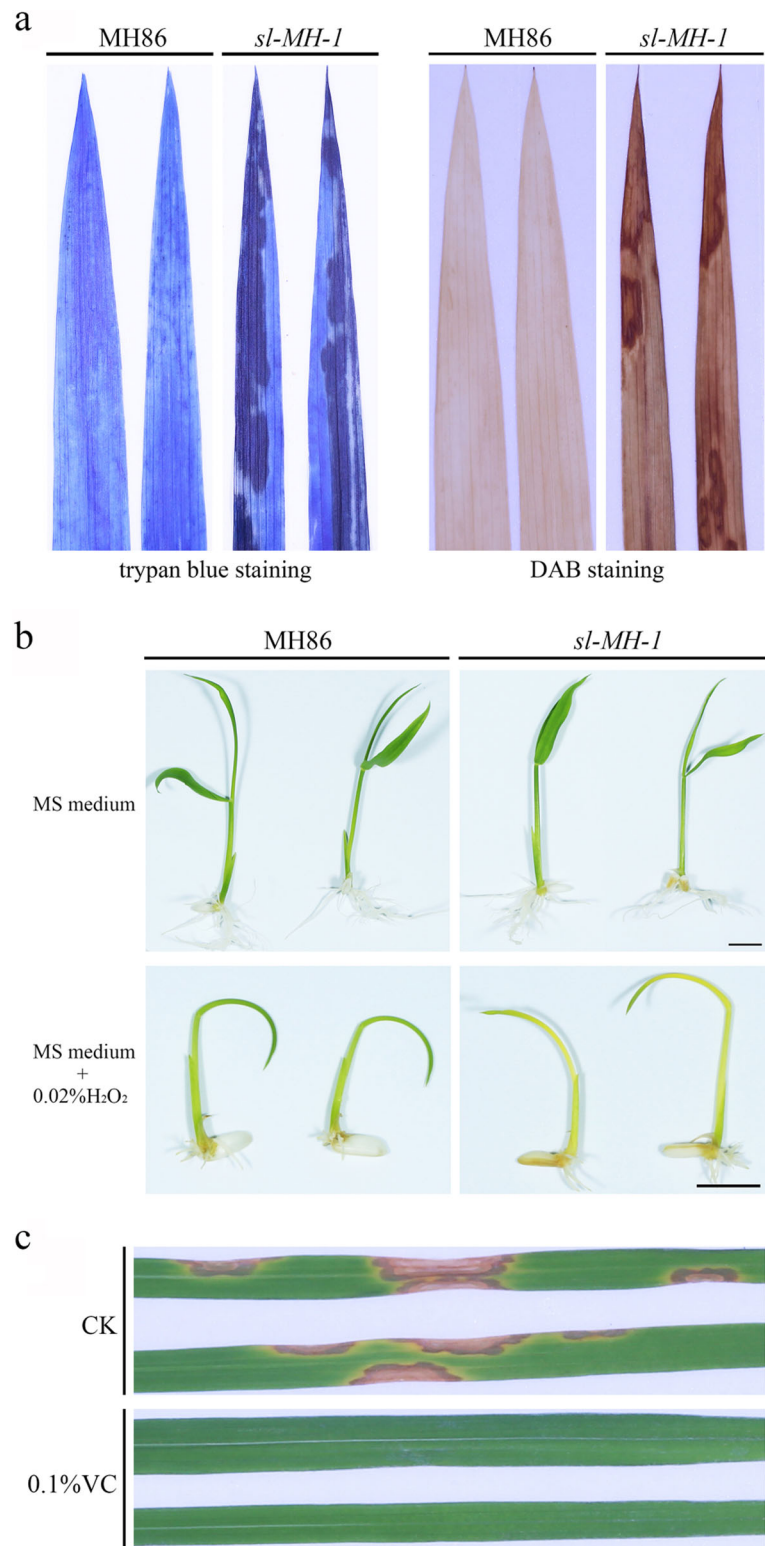 a
MH86
sl-MH-1
MH86
sl-MH-1
trypan blue staining
DAB staining
b
MH86
sl-MH-1
MS medium
MS medium
+
0.02%H₂O₂
c
CK
0.1%VC